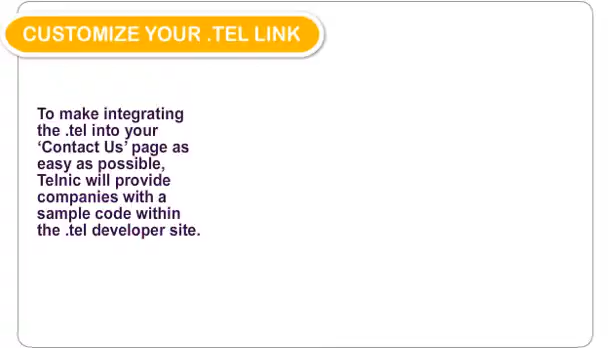 CUSTOMIZE YOUR .TEL LINK
To make integrating
the .tel into your
‘Contact Us’ page as
easy as possible,
Telnic will provide
companies with a
sample code within
the .tel developer site.